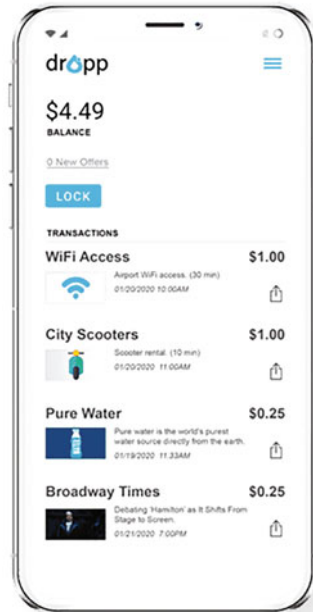 dropp
$4.49
BALANCE
0 New Offers
LOCK
TRANSACTIONS
WiFi Access $1.00
Airport WiFi access. (30 min)
01/20/2020 10:00AM
City Scooters $1.00
Scooter rental. (10 min)
01/20/2020 11:00AM
Pure Water $0.25
Pure water is the world's purest
water source directly from the earth.
01/19/2020 11.33AM
Broadway Times $0.25
Debating 'Hamilton' as It Shifts From
Stage to Screen.
01/21/2020 7:00PM